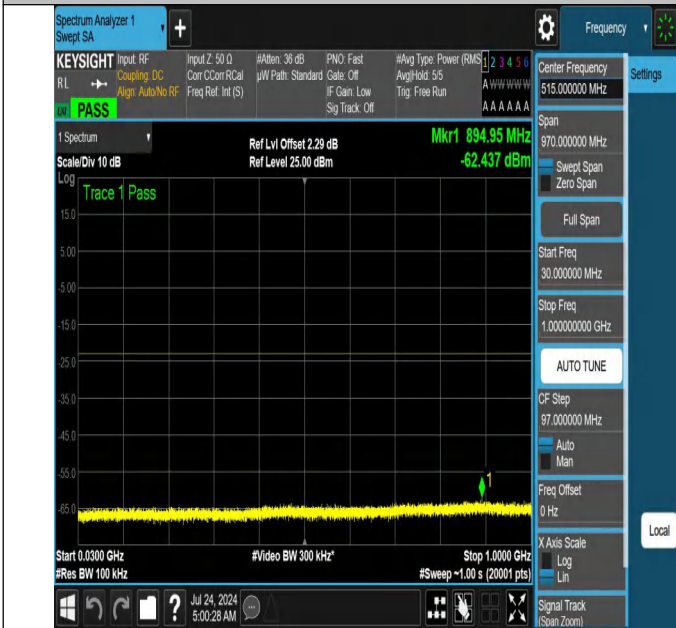 Spectrum Analyzer 1
Swept SA
+
Frequency
KEYSIGHT
RL
PASS
Input: RF
Coupling: DC
Align: Auto/No RF
Input Z: 50 Ω
Corr CCorr RCal
Freq Ref: Int (S)
#Atten: 36 dB
µW Path: Standard
PNO: Fast
Gate: Off
IF Gain: Low
Sig Track: Off
#Avg Type: Power (RMS
Avg|Hold: 5/5
Trig: Free Run
1 2 3 4 5 6
A W W W W W
A A A A A A
1 Spectrum
Scale/Div 10 dB
Ref Lvl Offset 2.29 dB
Ref Level 25.00 dBm
Mkr1 894.95 MHz
-62.437 dBm
Log
Trace 1 Pass
15.0
5.00
-5.00
-15.0
-25.0
-35.0
-45.0
-55.0
-65.0
1
Start 0.0300 GHz
#Res BW 100 kHz
#Video BW 300 kHz*
Stop 1.0000 GHz
#Sweep ~1.00 s (20001 pts)
Center Frequency
515.000000 MHz
Settings
Span
970.000000 MHz
Swept Span
Zero Span
Full Span
Start Freq
30.000000 MHz
Stop Freq
1.000000000 GHz
AUTO TUNE
CF Step
97.000000 MHz
Auto
Man
Freq Offset
0 Hz
Local
X Axis Scale
Log
Lin
Signal Track
(Span Zoom)
?
Jul 24, 2024
5:00:28 AM